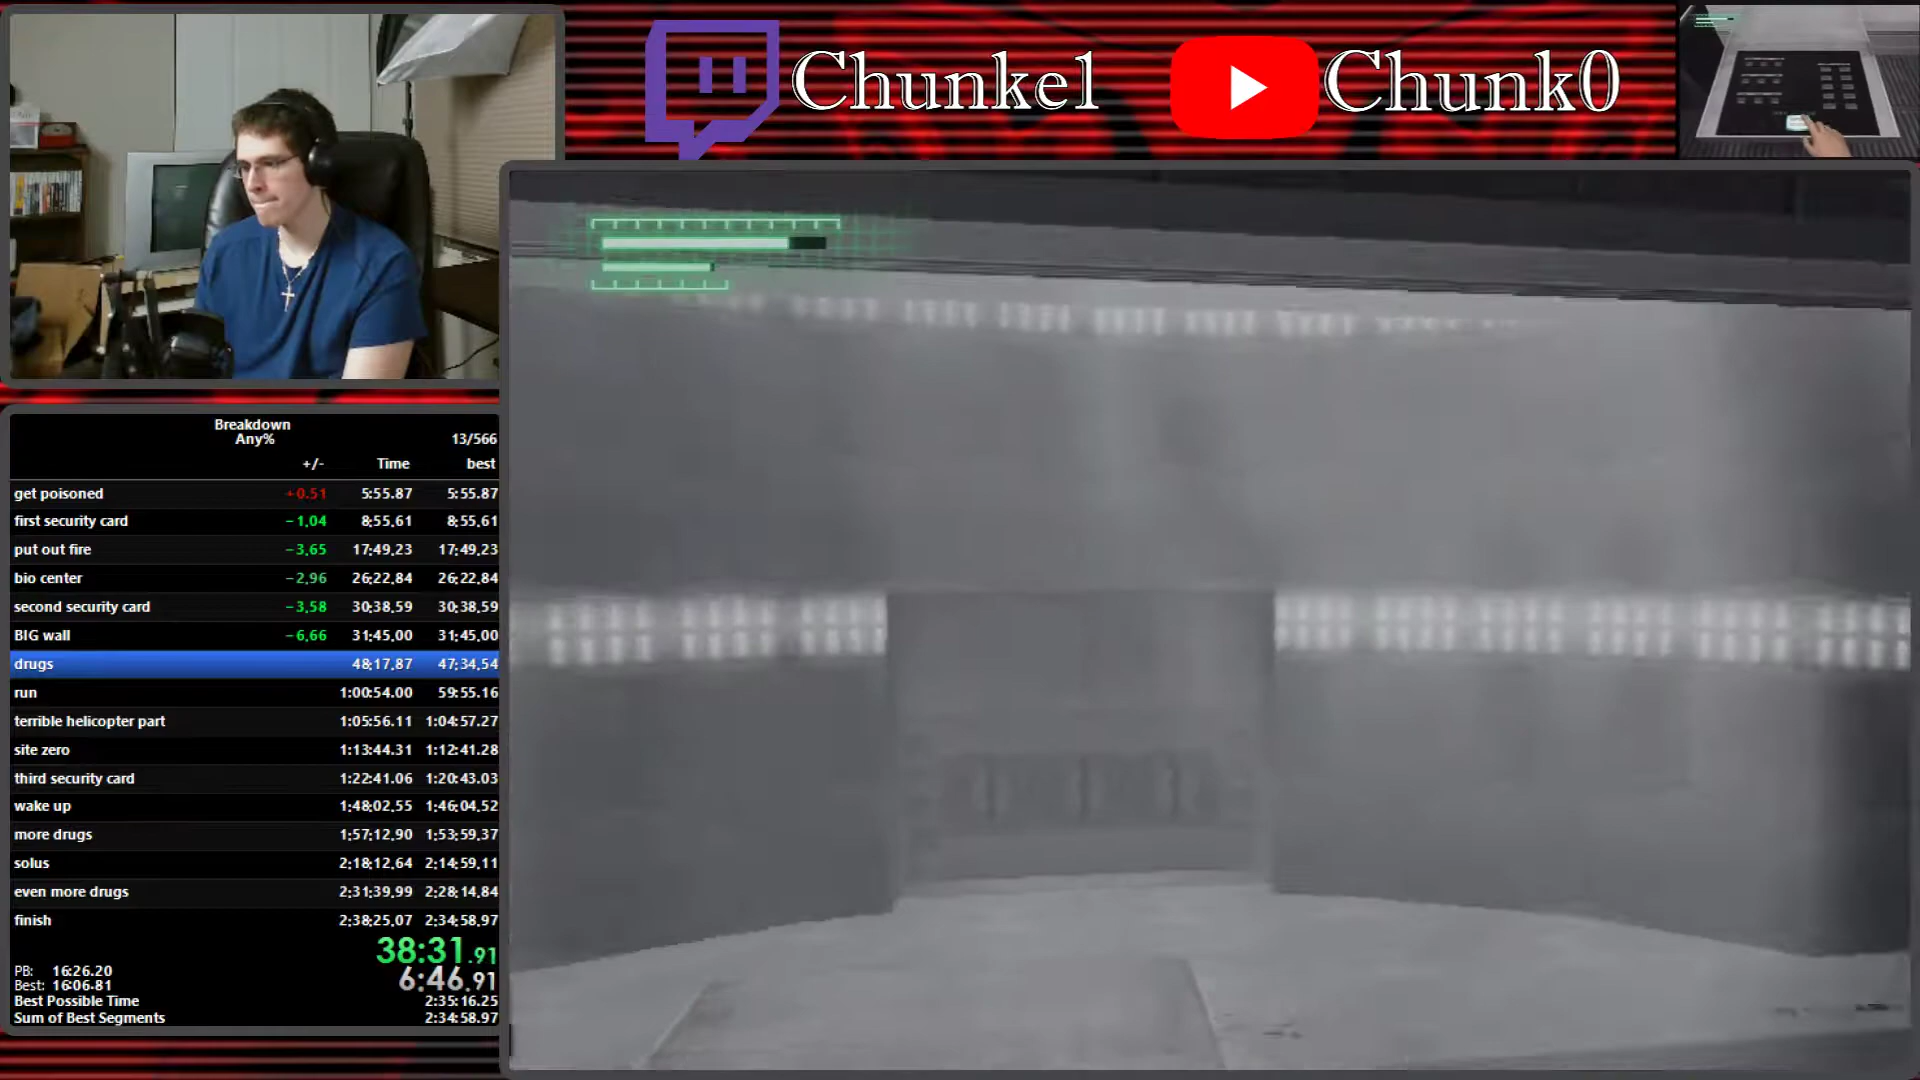 Chunke1
Chunk0
Breakdown
Any% 13/566
+/- Time best
get poisoned +0.51 5:55.87 5:55.87
first security card −1.04 8:55.61 8:55.61
put out fire −3.65 17:49.23 17:49.23
bio center −2.96 26:22.84 26:22.84
second security card −3.58 30:38.59 30:38.59
BIG wall −6.66 31:45.00 31:45.00
drugs 48:17.87 47:34.54
run 1:00:54.00 59:55.16
terrible helicopter part 1:05:56.11 1:04:57.27
site zero 1:13:44.31 1:12:41.28
third security card 1:22:41.06 1:20:43.03
wake up 1:48:02.55 1:46:04.52
more drugs 1:57:12.90 1:53:59.37
solus 2:18:12.64 2:14:59.11
even more drugs 2:31:39.99 2:28:14.84
finish 2:38:25.07 2:34:58.97
38:31.91
PB: 16:26.20
6:46.91
Best: 16:06.81
Best Possible Time 2:35:16.25
Sum of Best Segments 2:34:58.97